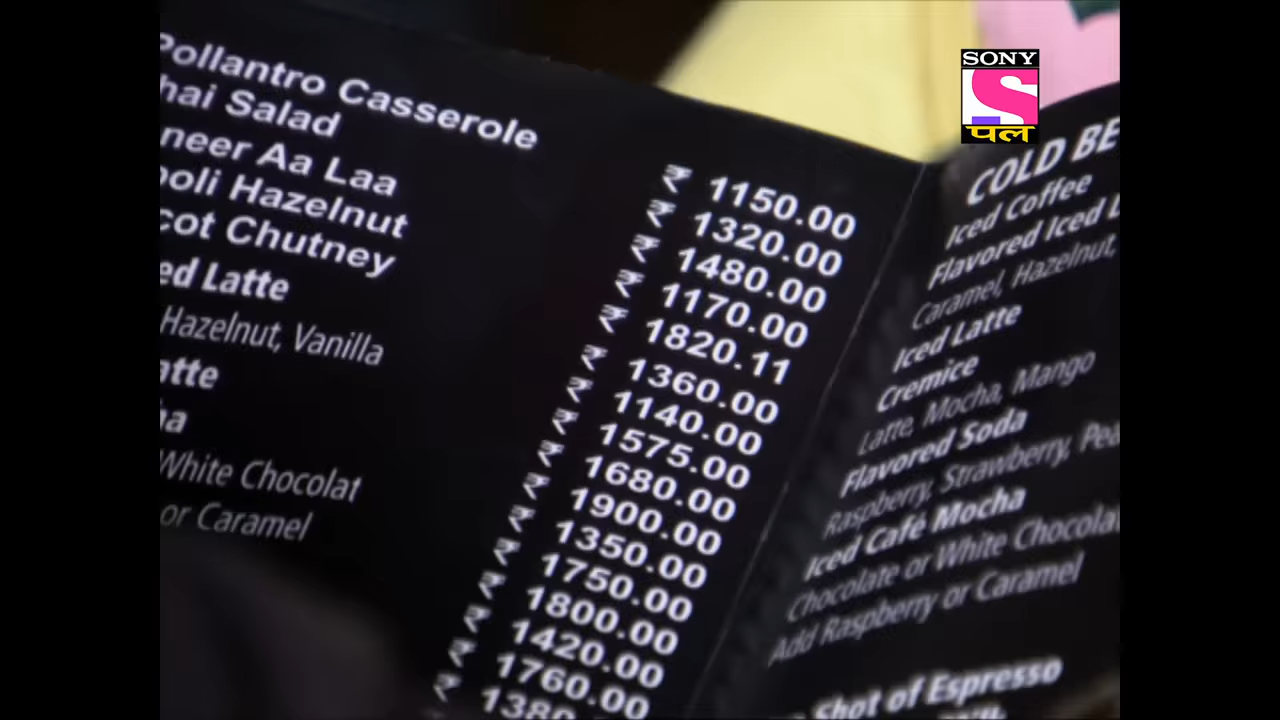 Pollantro Casserole
hai Salad
neer Aa Laa
oli Hazelnut
cot Chutney
ed Latte
Hazelnut, Vanilla
atte
ha
White Chocolat
or Caramel
₹ 1150.00
₹ 1320.00
₹ 1480.00
₹ 1170.00
₹ 1820.11
₹ 1360.00
₹ 1140.00
₹ 1575.00
₹ 1680.00
₹ 1900.00
₹ 1350.00
₹ 1750.00
₹ 1800.00
₹ 1420.00
₹ 1760.00
₹ 1380
COLD BE
Iced Coffee
Flavored Iced L
Caramel, Hazelnut,
Iced Latte
Cremice
Latte, Mocha, Mango
Flavored Soda
Raspberry, Strawberry, Pea
Iced Café Mocha
Chocolate or White Chocola
Add Raspberry or Caramel
Shot of Espresso
SONY
S
पल